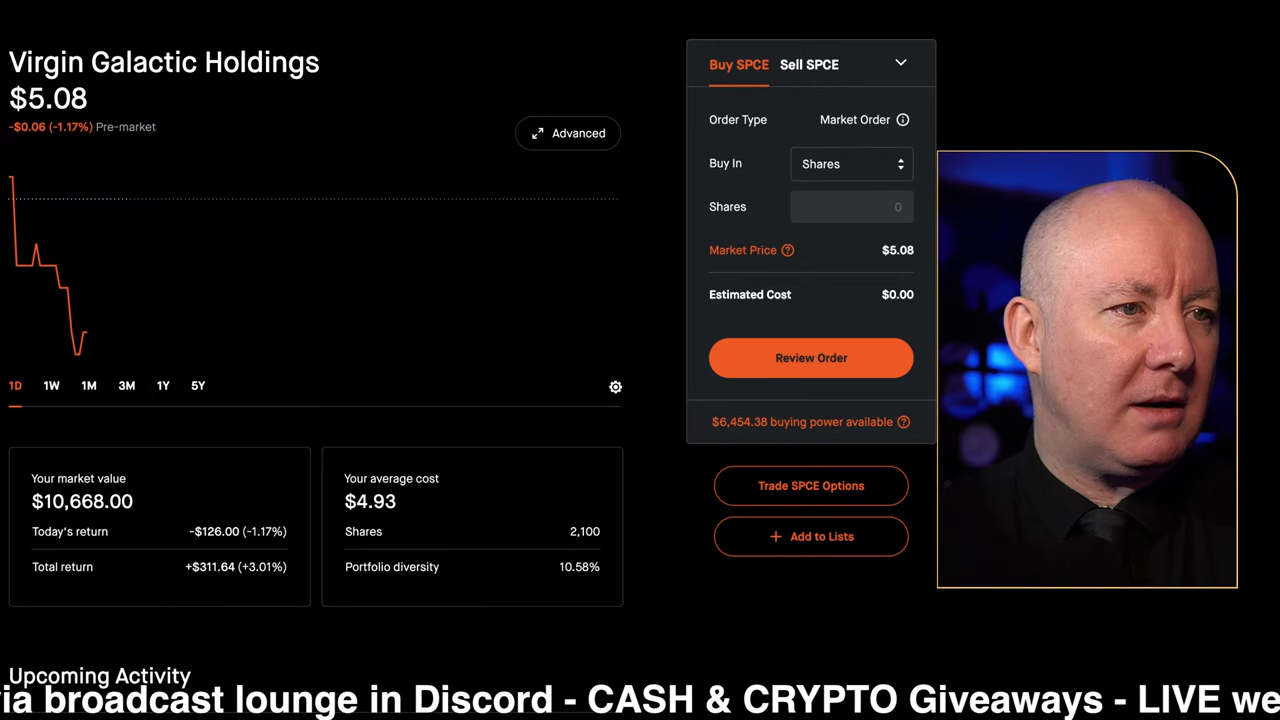 Virgin Galactic Holdings
$5.08
-$0.06 (-1.17%) Pre-market
Advanced
1D 1W 1M 3M 1Y 5Y
Your market value
$10,668.00
Today's return -$126.00 (-1.17%)
Total return +$311.64 (+3.01%)
Your average cost
$4.93
Shares 2,100
Portfolio diversity 10.58%
Buy SPCE Sell SPCE
Order Type Market Order
Buy In Shares
Shares 0
Market Price $5.08
Estimated Cost $0.00
Review Order
$6,454.38 buying power available
Trade SPCE Options
+ Add to Lists
Upcoming Activity
via broadcast lounge in Discord - CASH & CRYPTO Giveaways - LIVE we